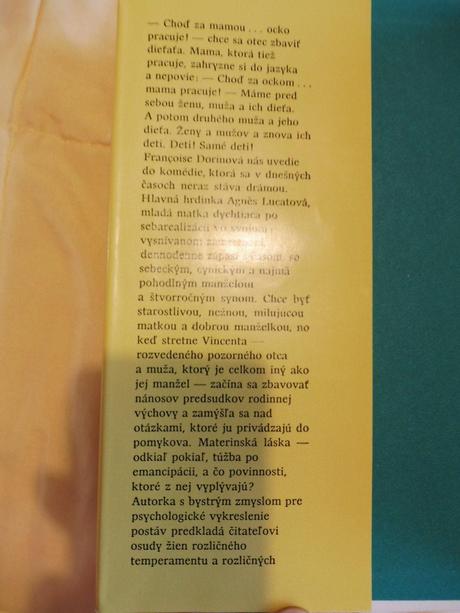 — Choď za mamou . . . ocko
pracuje! — chce sa otec zbaviť
dieťaťa. Mama, ktorá tiež
pracuje, zahryzne si do jazyka
a nepovie: — Choď za ockom . . .
mama pracuje! — Máme pred
sebou ženu, muža a ich dieťa.
A potom druhého muža a jeho
dieťa. Ženy a mužov a znova ich
deti. Deti! Samé deti!
Françoise Dorinová nás uvedie
do komédie, ktorá sa v dnešných
časoch neraz stáva drámou.
Hlavná hrdinka Agnès Lucatová,
mladá matka dychtiaca po
sebarealizácii vo svojom
vysnívanom zamestnaní,
dennodenne zápasí s časom, so
sebeckým, cynickým a najmä
pohodlným manželom
a štvorročným synom. Chce byť
starostlivou, nežnou, milujúcou
matkou a dobrou manželkou, no
keď stretne Vincenta —
rozvedeného pozorného otca
a muža, ktorý je celkom iný ako
jej manžel — začína sa zbavovať
nánosov predsudkov rodinnej
výchovy a zamýšľa sa nad
otázkami, ktoré ju privádzajú do
pomykova. Materinská láska —
odkiaľ pokiaľ, túžba po
emancipácii, a čo povinnosti,
ktoré z nej vyplývajú?
Autorka s bystrým zmyslom pre
psychologické vykreslenie
postáv predkladá čitateľovi
osudy žien rozličného
temperamentu a rozličných